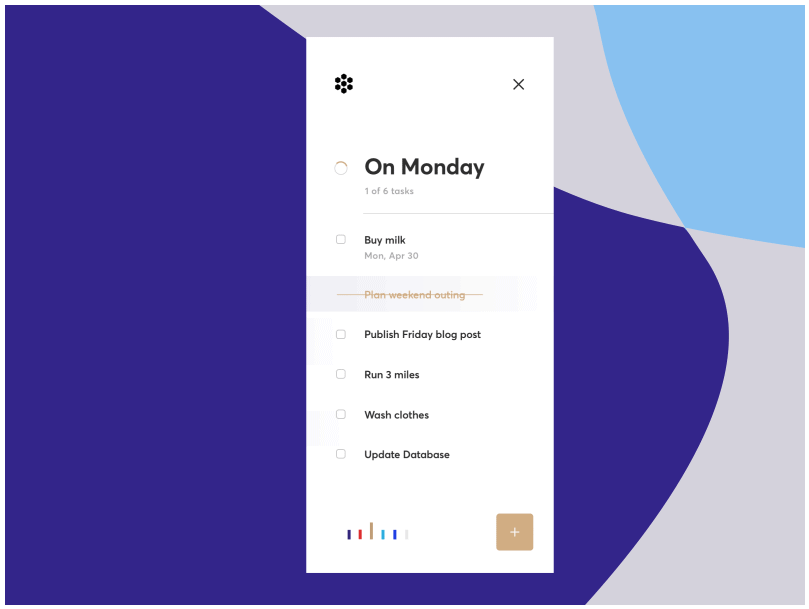 On Monday
1 of 6 tasks
Buy milk
Mon, Apr 30
Plan weekend outing
Publish Friday blog post
Run 3 miles
Wash clothes
Update Database